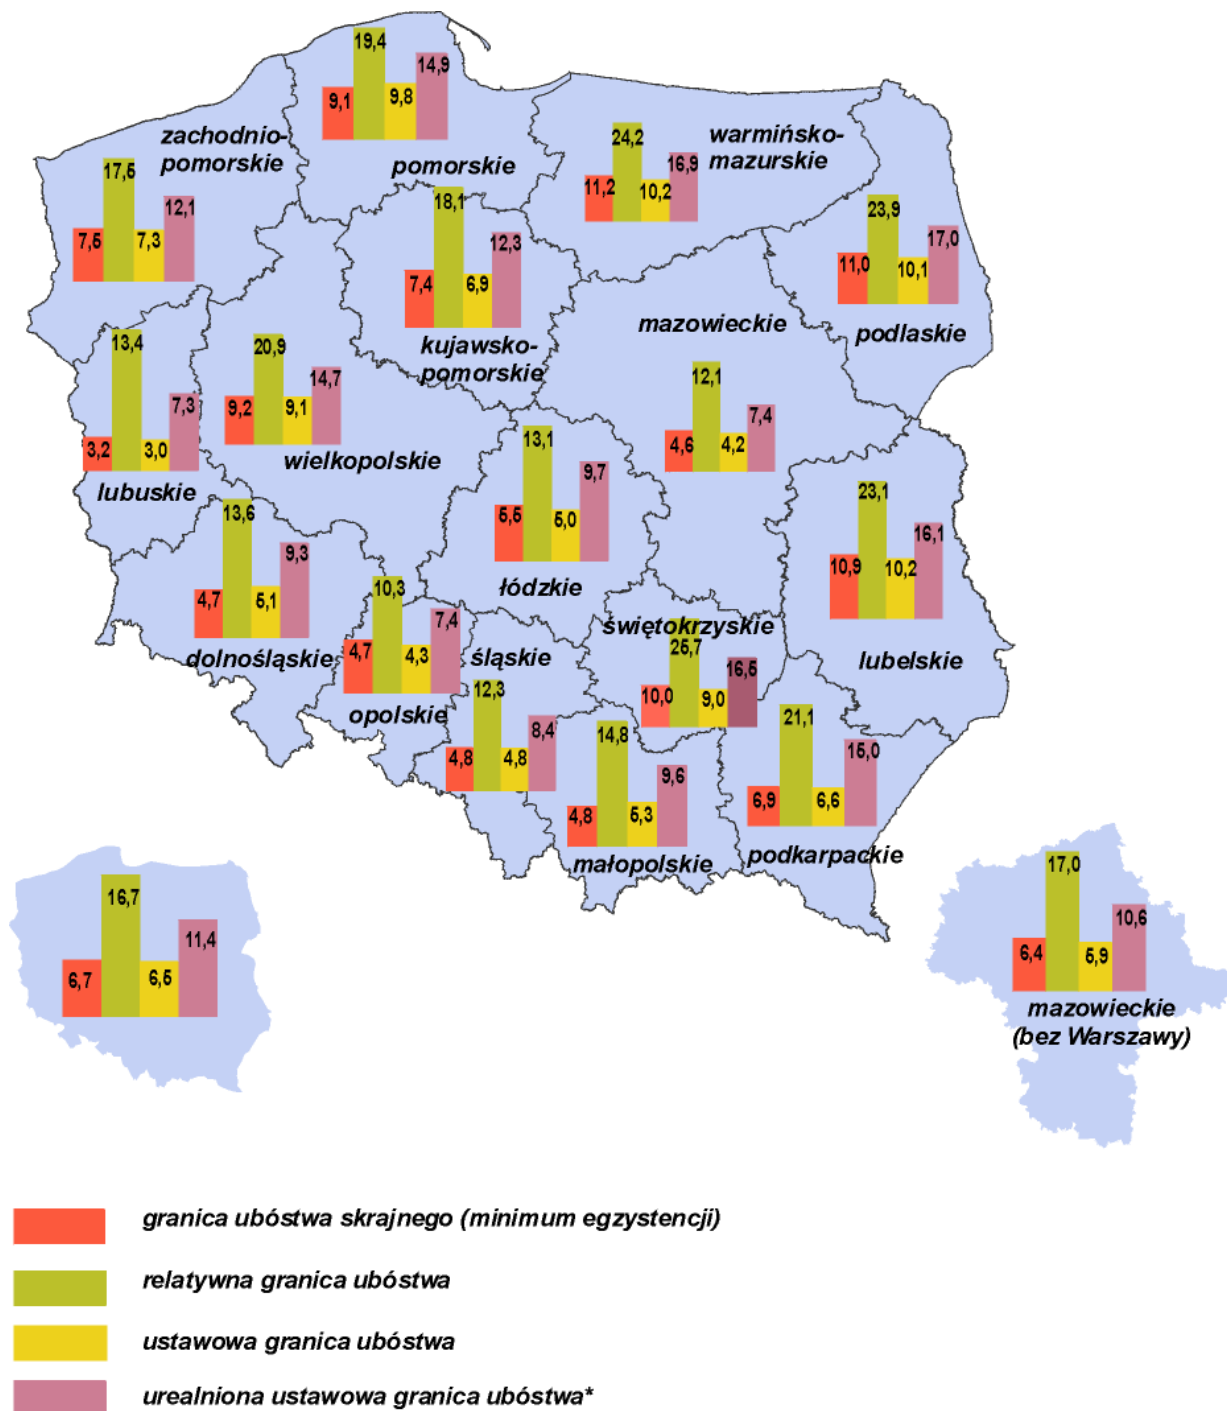 19,4
14,9
9,1
9,8
zachodnio-
pomorskie
pomorskie
17,5
12,1
7,5
7,3
24,2
16,9
11,2
10,2
warmińsko-
mazurskie
18,1
12,3
7,4
6,9
kujawsko-
pomorskie
23,9
17,0
11,0
10,1
podlaskie
mazowieckie
12,1
7,4
4,6
4,2
13,4
7,3
3,2
3,0
lubuskie
20,9
14,7
9,2
9,1
wielkopolskie
13,1
9,7
5,5
5,0
łódzkie
23,1
16,1
10,9
10,2
lubelskie
13,6
9,3
4,7
5,1
dolnośląskie
10,3
7,4
4,7
4,3
opolskie
śląskie
12,3
8,4
4,8
4,8
świętokrzyskie
25,7
16,5
10,0
9,0
14,8
9,6
4,8
5,3
małopolskie
21,1
15,0
6,9
6,6
podkarpackie
16,7
11,4
6,7
6,5
17,0
10,6
6,4
5,9
mazowieckie
(bez Warszawy)
granica ubóstwa skrajnego (minimum egzystencji)
relatywna granica ubóstwa
ustawowa granica ubóstwa
urealniona ustawowa granica ubóstwa*